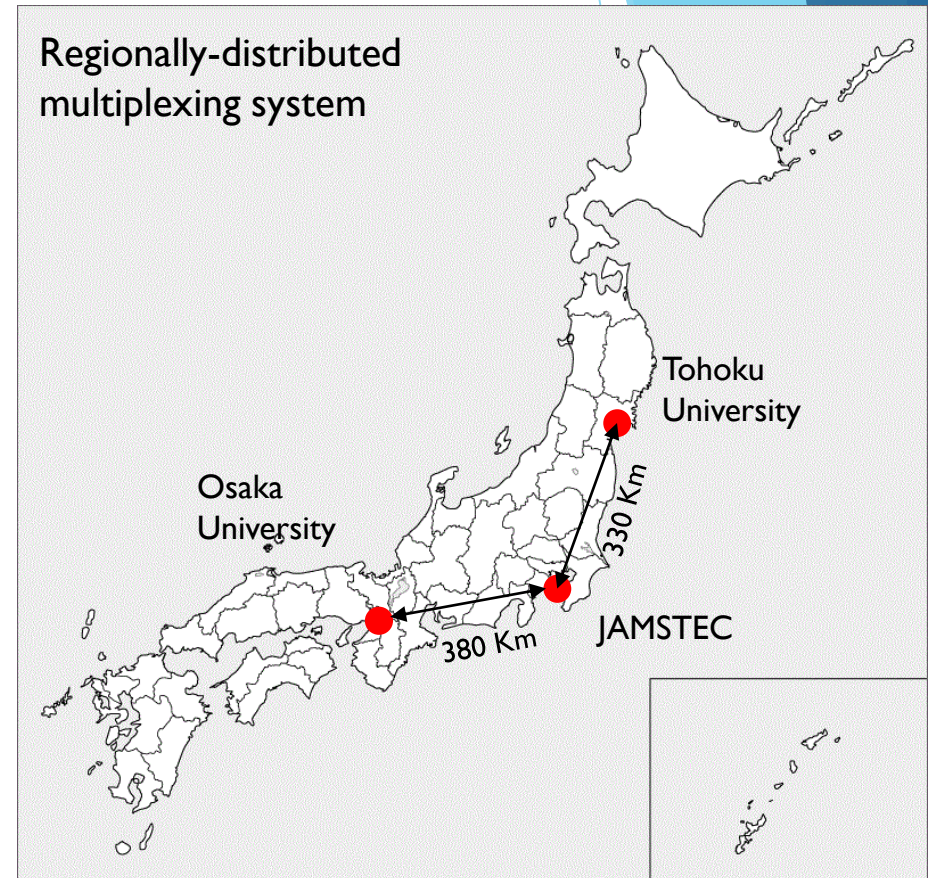 Regionally-distributed
multiplexing system
Tohoku
University
330 Km
Osaka
University
380 Km
JAMSTEC